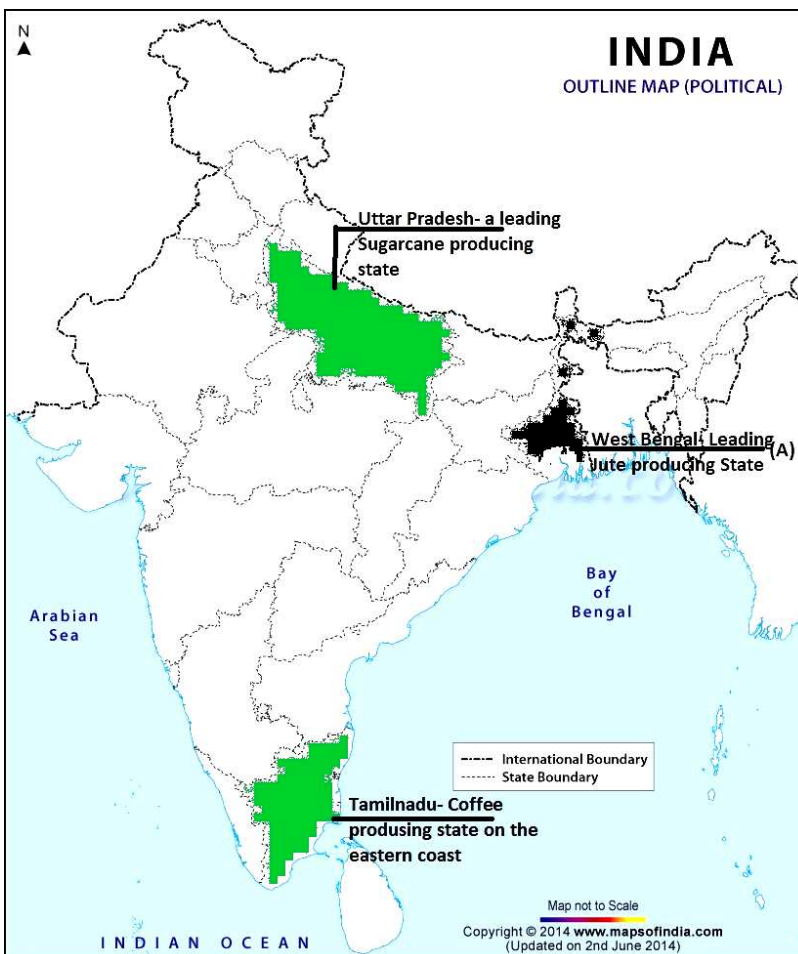 N
INDIA
OUTLINE MAP (POLITICAL)
Uttar Pradesh- a leading
Sugarcane producing
state
West Bengal- Leading
Jute producing State
(A)
Bay
of
Bengal
Arabian
Sea
International Boundary
State Boundary
Tamilnadu- Coffee
produsing state on the
eastern coast
Map not to Scale
Copyright © 2014 www.mapsofindia.com
(Updated on 2nd June 2014)
INDIAN OCEAN